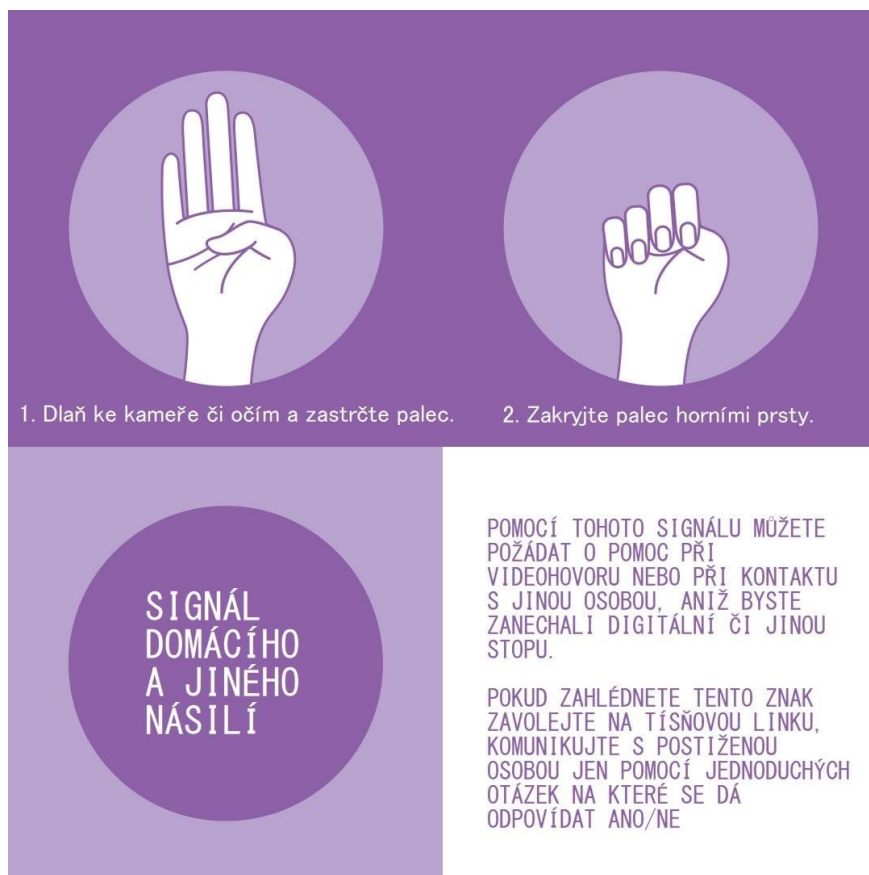 1. Dlaň ke kameře či očím a zastrčte palec.
2. Zakryjte palec horními prsty.
SIGNÁL
DOMÁCÍHO
A JINÉHO
NÁSILÍ
POMOCÍ TOHOTO SIGNÁLU MŮŽETE
POŽÁDAT O POMOC PŘI
VIDEOHOVORU NEBO PŘI KONTAKTU
S JINOU OSOBOU, ANIŽ BYSTE
ZANECHALI DIGITÁLNÍ ČI JINOU
STOPU.
POKUD ZAHLÉDNETE TENTO ZNAK
ZAVOLEJTE NA TÍSŇOVOU LINKU,
KOMUNIKUJTE S POSTIŽENOU
OSOBOU JEN POMOCÍ JEDNODUCHÝCH
OTÁZEK NA KTERÉ SE DÁ
ODPOVÍDAT ANO/NE